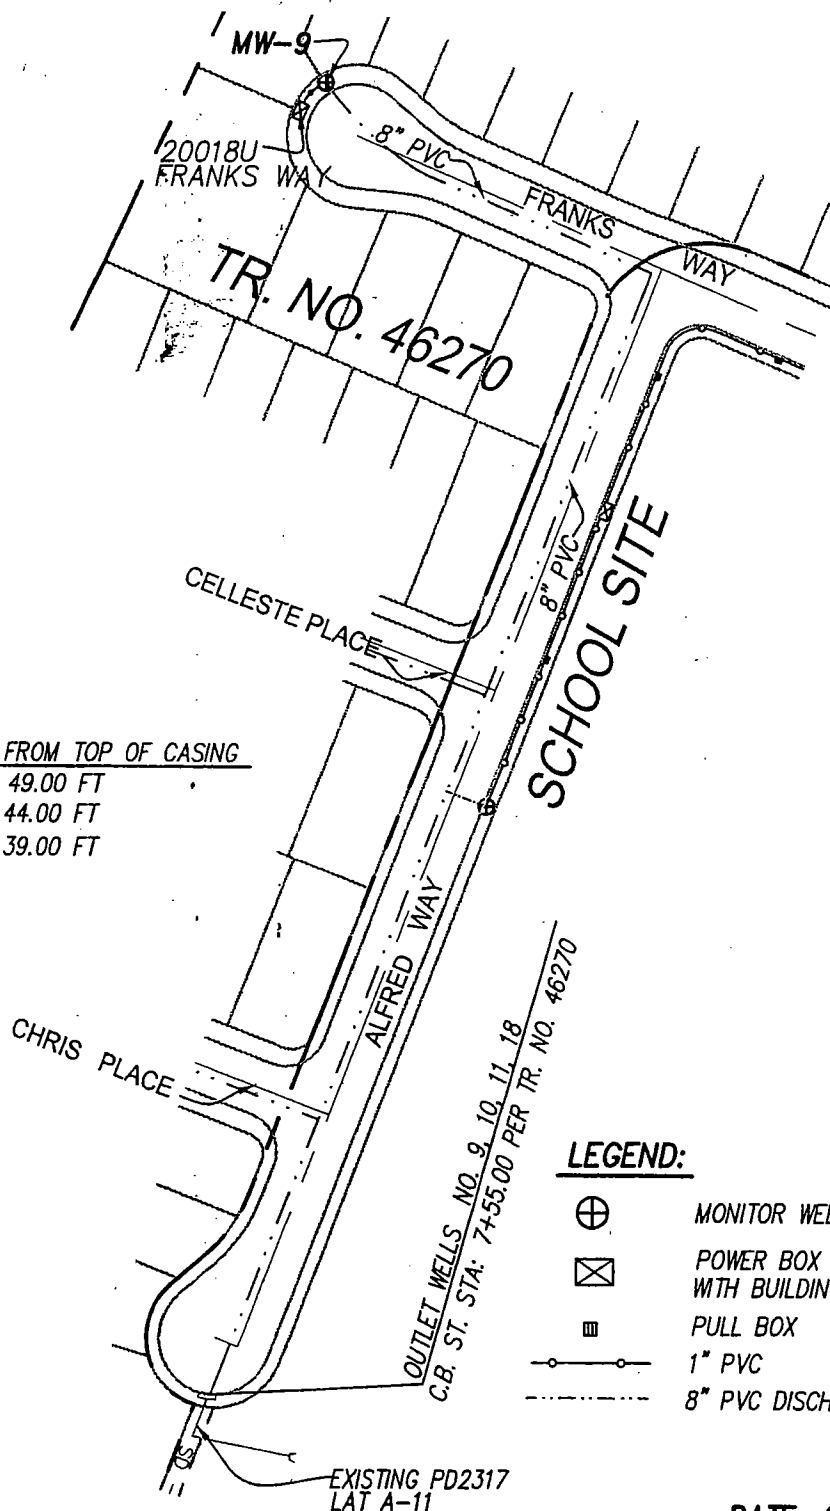 MW-9
8" PVC
20018U
FRANKS WAY
FRANKS
WAY
TR. NO. 46270
8" PVC
SCHOOL SITE
CELLESTE PLACE
FROM TOP OF CASING
49.00 FT
44.00 FT
39.00 FT
ALFRED WAY
CHRIS PLACE
OUTLET WELLS NO. 9, 10, 11, 18
C.B. ST. STA: 7+55.00 PER TR. NO. 46270
LEGEND:
MONITOR WEL
POWER BOX
WITH BUILDIN
PULL BOX
1" PVC
8" PVC DISCH
SD
EXISTING PD2317
LAT A-11